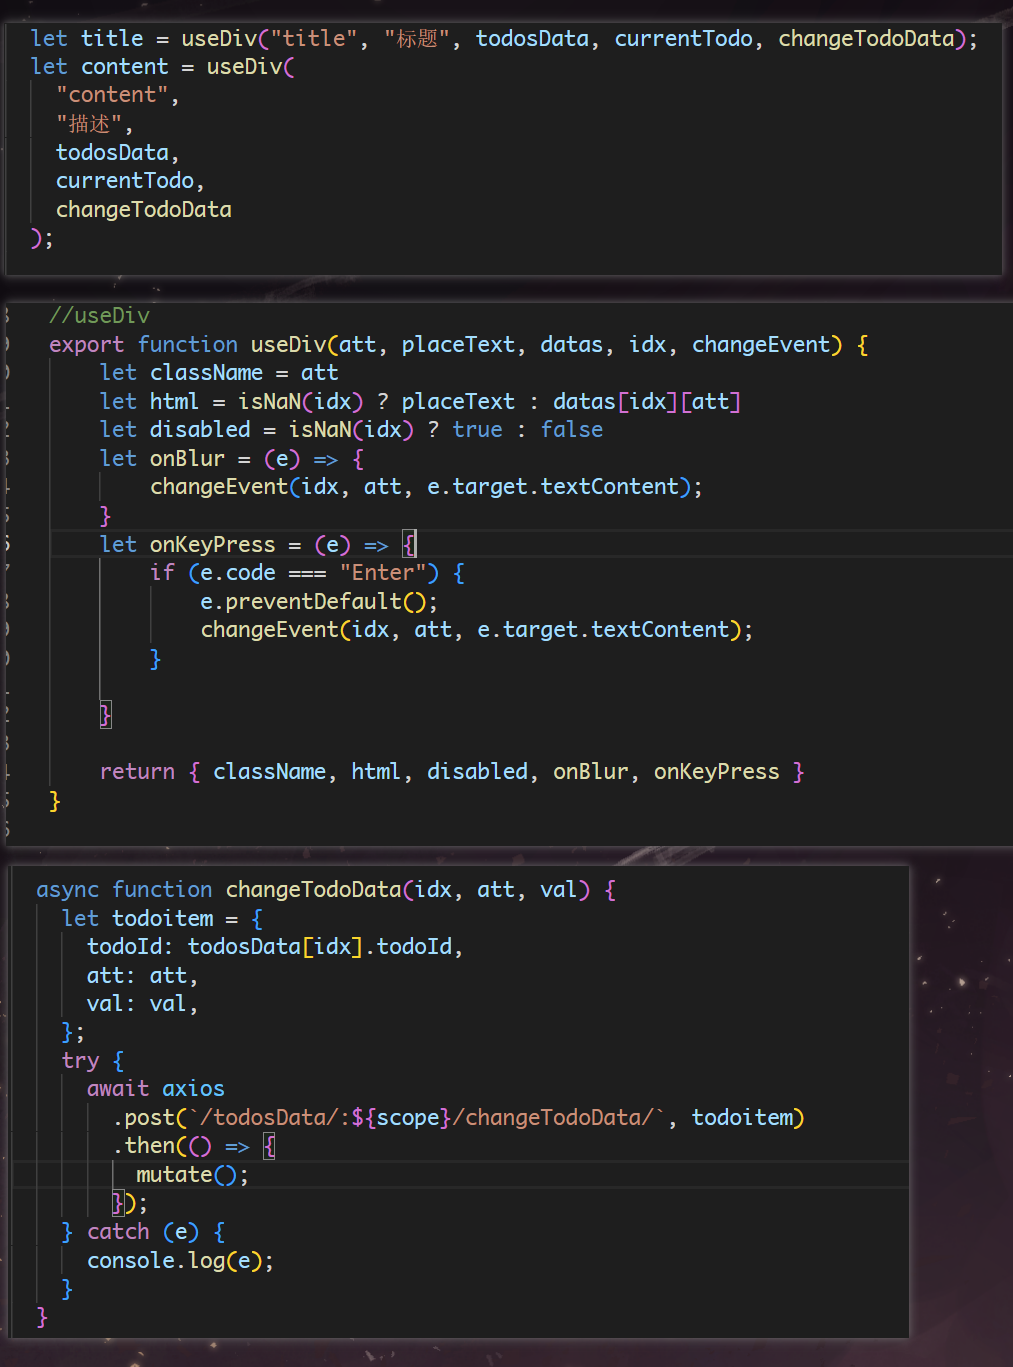 let title = useDiv("title", "标题", todosData, currentTodo, changeTodoData);
let content = useDiv(
"content",
"描述",
todosData,
currentTodo,
changeTodoData
);
//useDiv
export function useDiv(att, placeText, datas, idx, changeEvent) {
let className = att
let html = isNaN(idx) ? placeText : datas[idx][att]
let disabled = isNaN(idx) ? true : false
let onBlur = (e) => {
changeEvent(idx, att, e.target.textContent);
}
let onKeyPress = (e) => {
if (e.code === "Enter") {
e.preventDefault();
changeEvent(idx, att, e.target.textContent);
}
}
return { className, html, disabled, onBlur, onKeyPress }
}
async function changeTodoData(idx, att, val) {
let todoitem = {
todoId: todosData[idx].todoId,
att: att,
val: val,
};
try {
await axios
.post(`/todosData/:${scope}/changeTodoData/`, todoitem)
.then(() => {
mutate();
});
} catch (e) {
console.log(e);
}
}